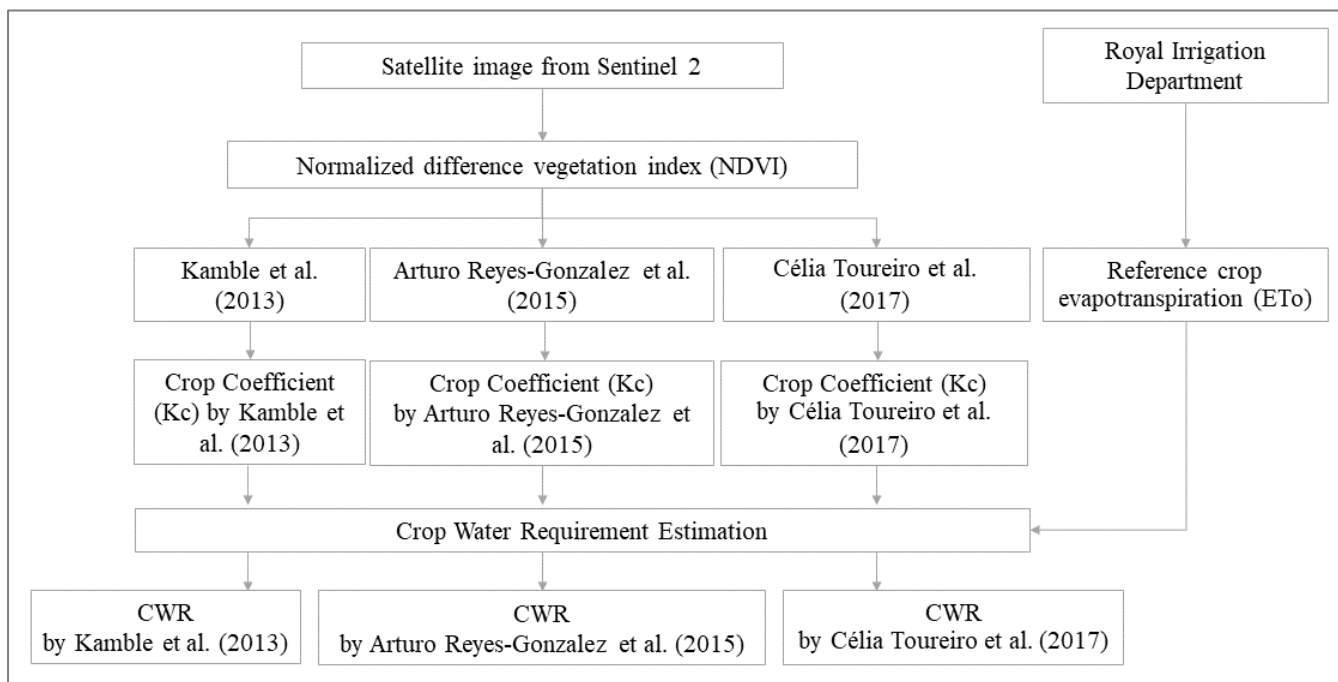 Satellite image from Sentinel 2
Royal Irrigation
Department
Normalized difference vegetation index (NDVI)
Kamble et al.
(2013)
Arturo Reyes-Gonzalez et al.
(2015)
Célia Toureiro et al.
(2017)
Reference crop
evapotranspiration (ETo)
Crop Coefficient
(Kc) by Kamble et
al. (2013)
Crop Coefficient (Kc)
by Arturo Reyes-Gonzalez et
al. (2015)
Crop Coefficient (Kc)
by Célia Toureiro et al.
(2017)
Crop Water Requirement Estimation
CWR
by Kamble et al. (2013)
CWR
by Arturo Reyes-Gonzalez et al. (2015)
CWR
by Célia Toureiro et al. (2017)